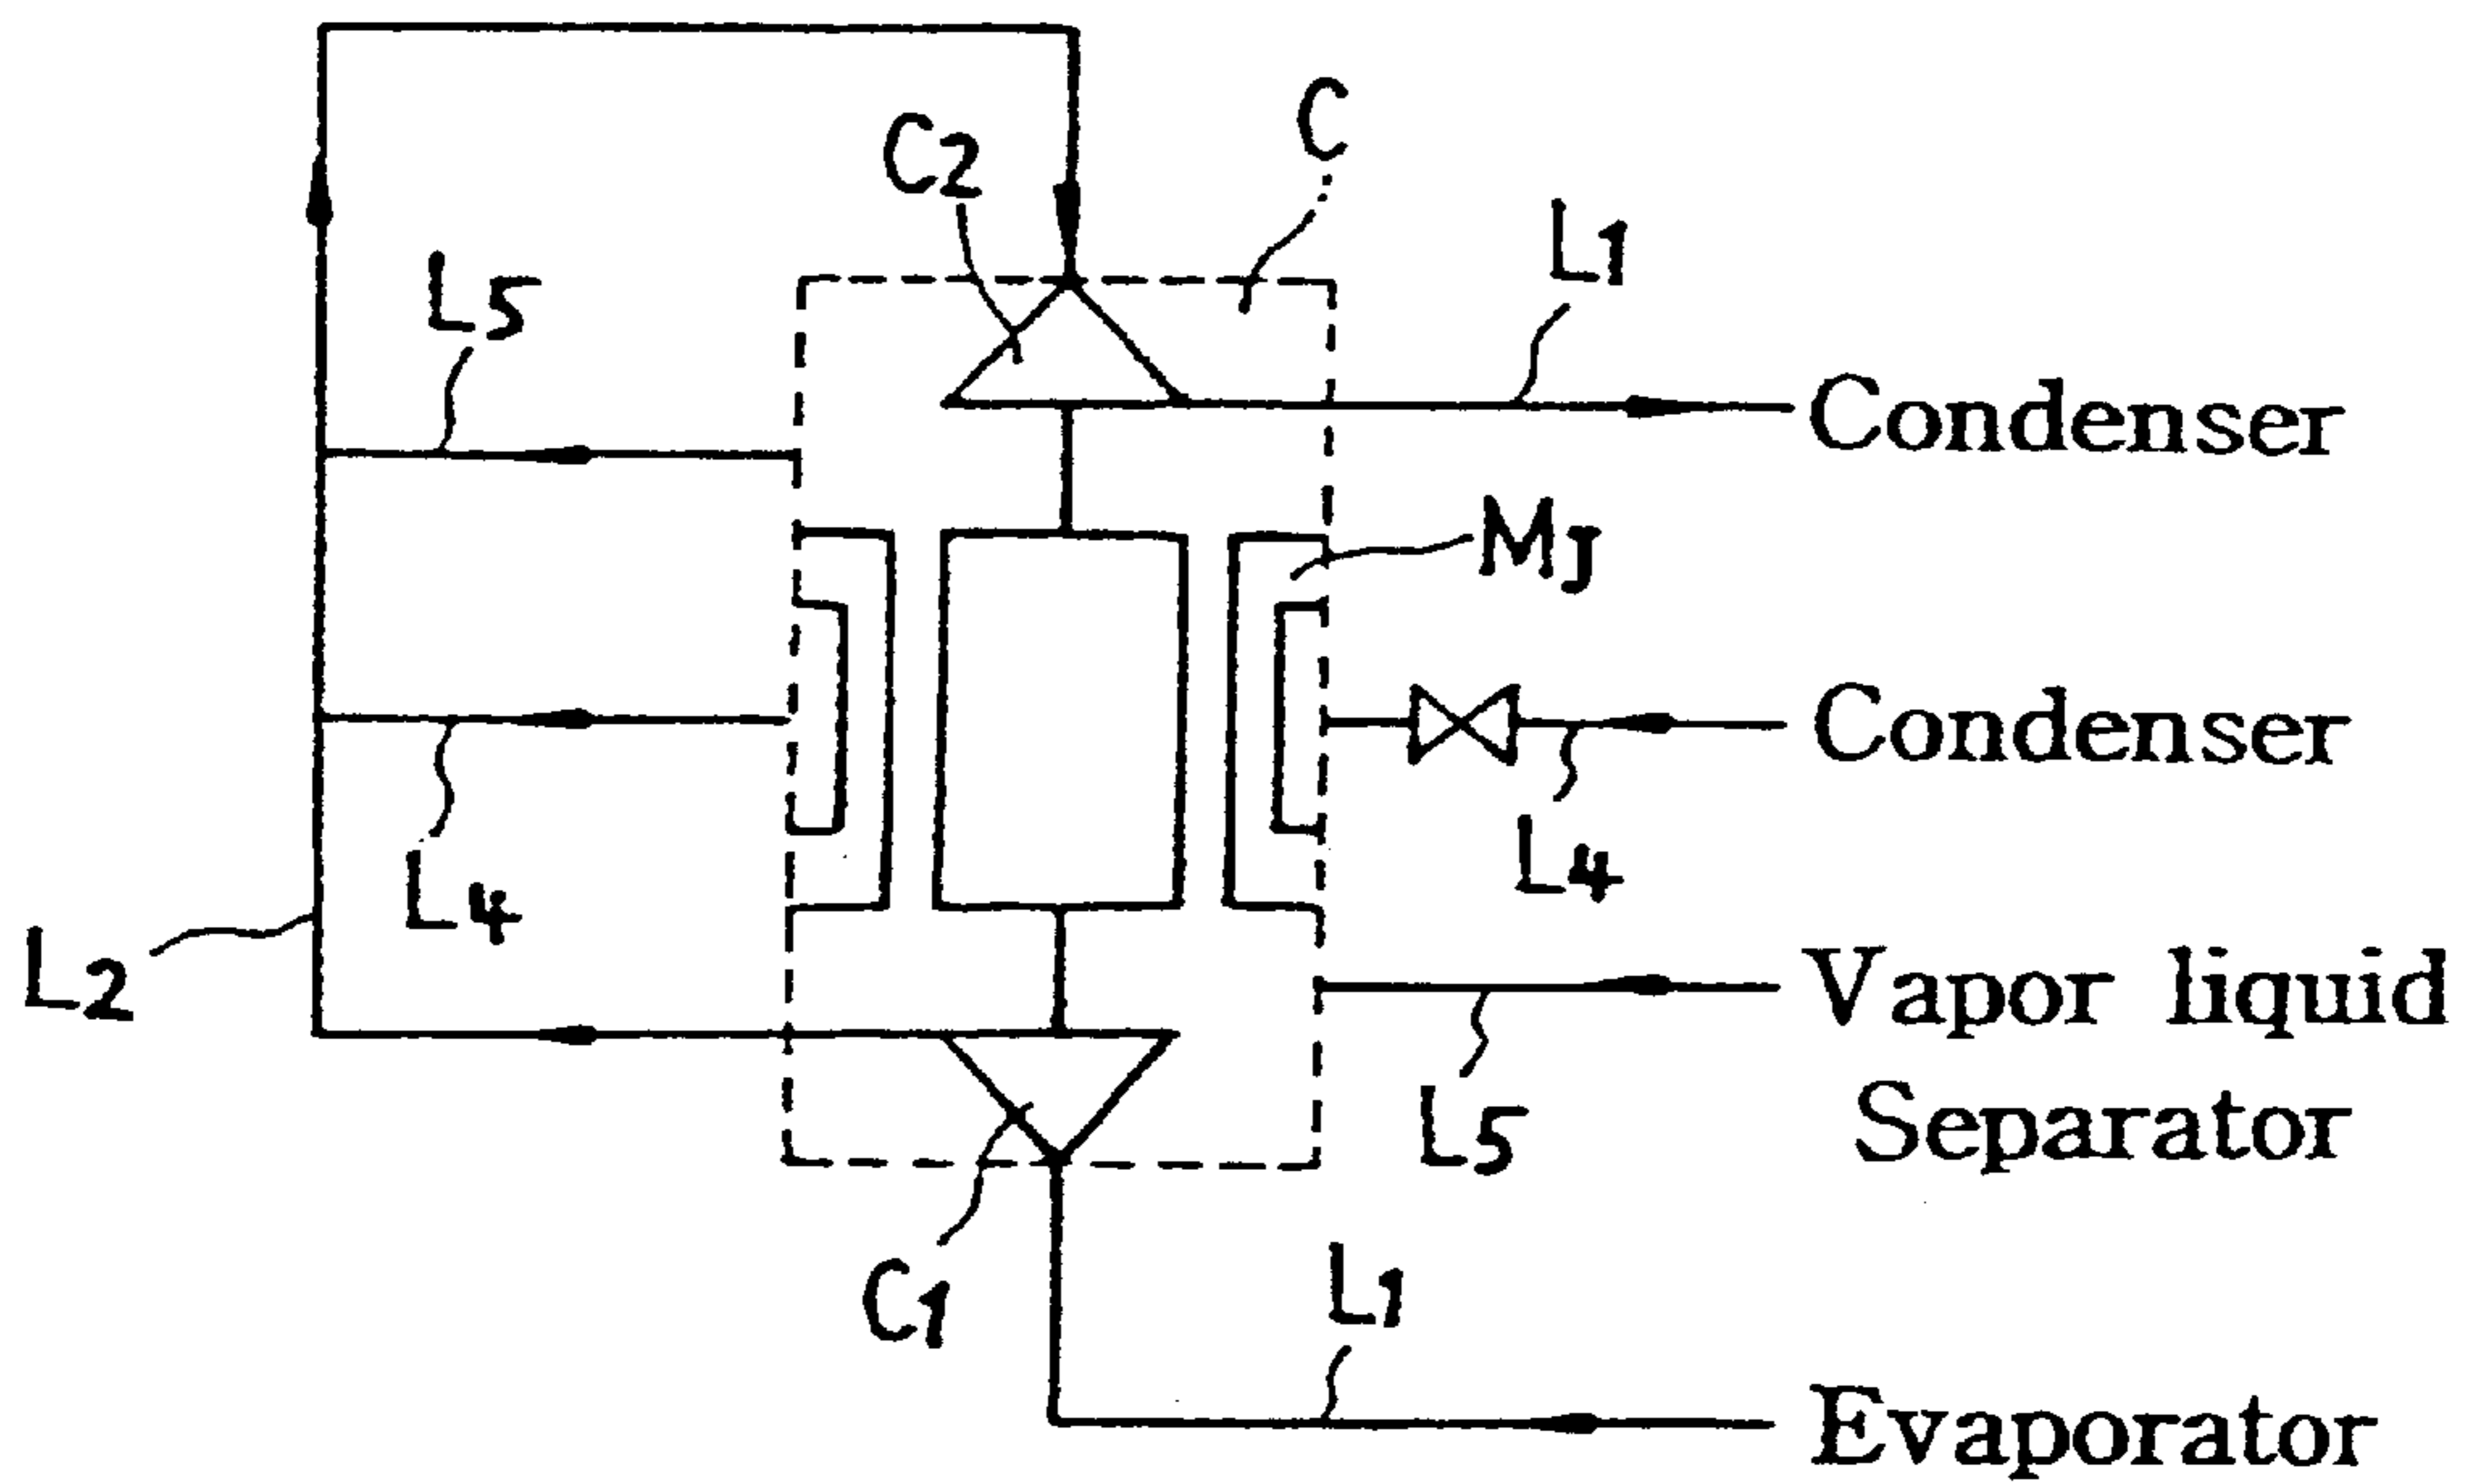 C
C2
L1
L5
Condenser
MJ
Condenser
L4
L4
L2
Vapor liquid
Separator
L5
C1
L1
Evaporator